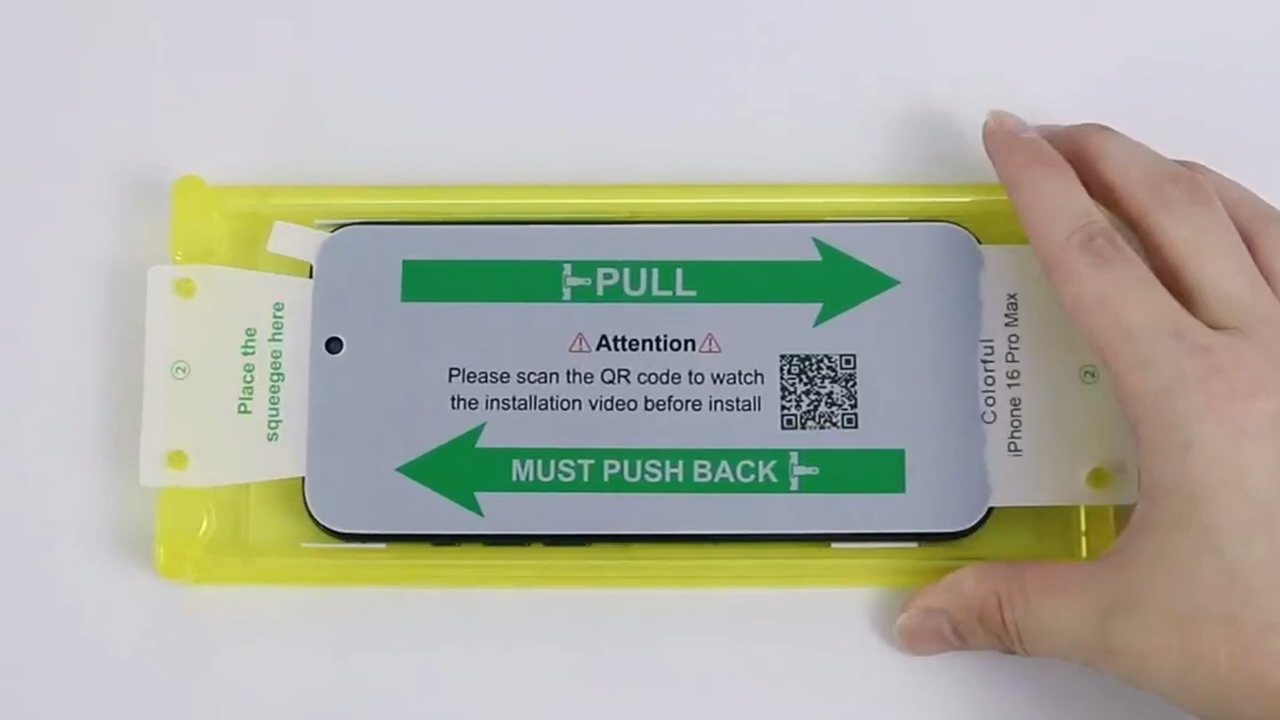 ②
Place the
squeegee here
PULL
Attention
Please scan the QR code to watch
the installation video before install
MUST PUSH BACK
Colorful
iPhone 16 Pro Max
②